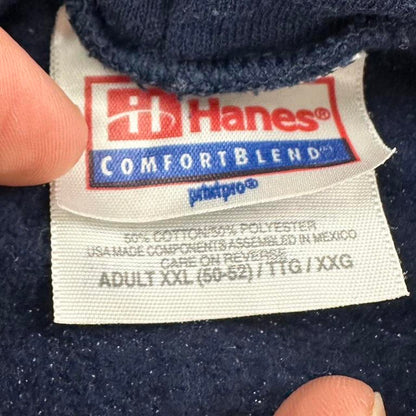 Hanes®
COMFORTBLEND
printpro®
50% COTTON/50% POLYESTER
USA MADE COMPONENTS ASSEMBLED IN MEXICO
CARE ON REVERSE
ADULT XXL (50-52) / TTG / XXG